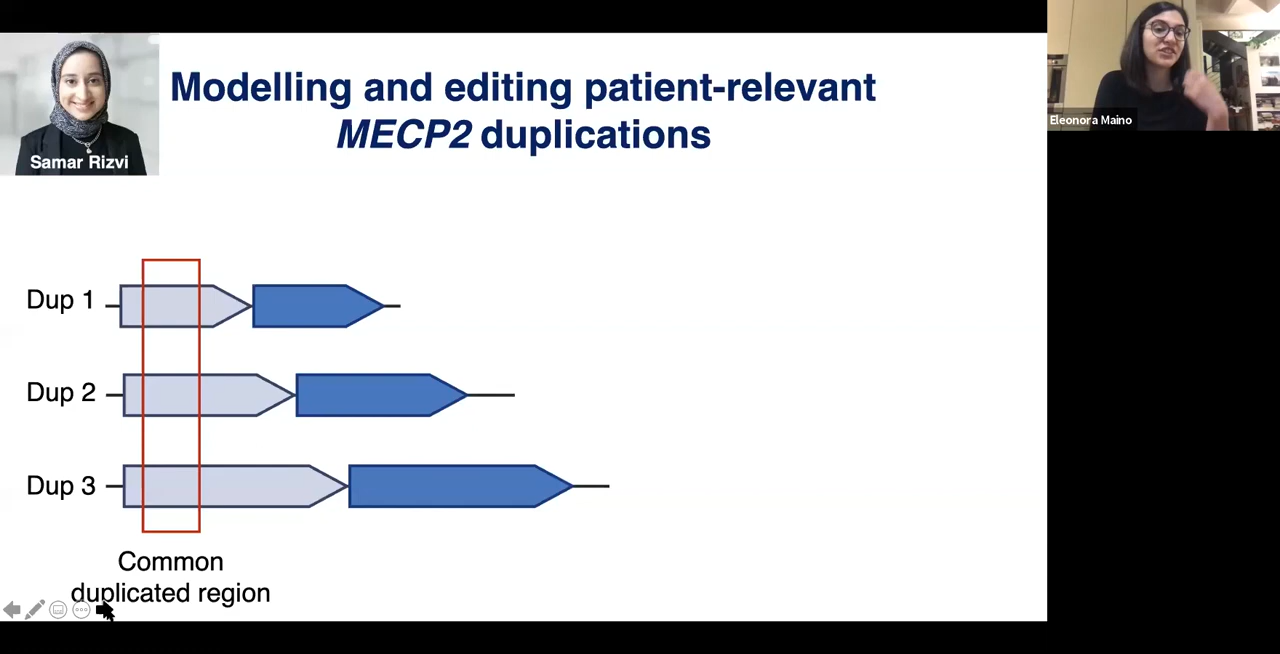 Modelling and editing patient-relevant
MECP2 duplications
Samar Rizvi
Eleonora Maino
Dup 1
Dup 2
Dup 3
Common
duplicated region